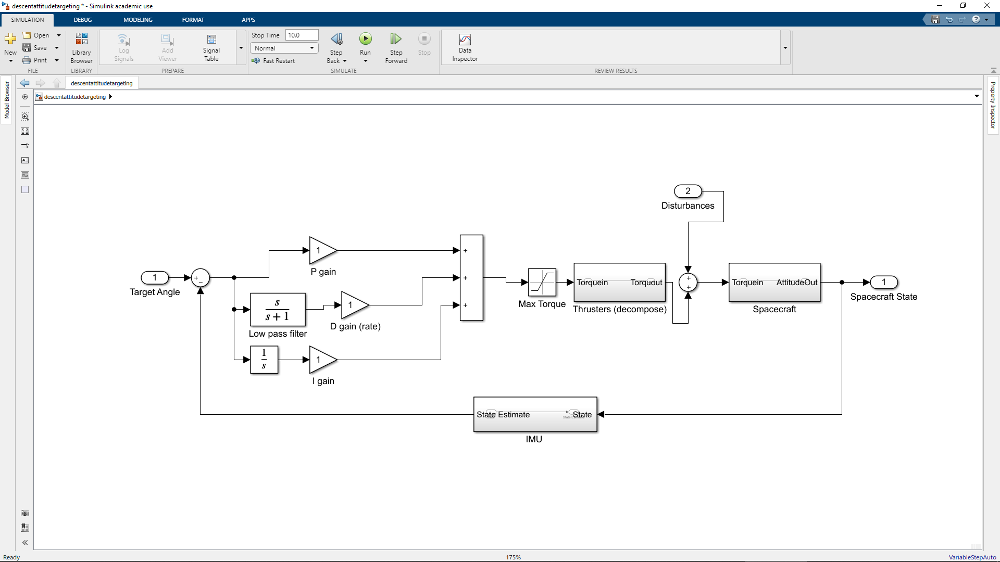 descentattitudetargeting * - Simulink academic use
SIMULATION
DEBUG
MODELING
FORMAT
APPS
New
Open
Save
Print
FILE
Library
Browser
LIBRARY
Log
Signals
Add
Viewer
Signal
Table
PREPARE
Stop Time
10.0
Normal
Fast Restart
Step
Back
Run
Step
Forward
Stop
SIMULATE
Data
Inspector
REVIEW RESULTS
Model Browser
descentattitudetargeting
descentattitudetargeting
Property Inspector
2
Disturbances
1
Target Angle
+
−
1
P gain
s
s + 1
Low pass filter
1
D gain (rate)
1
s
1
I gain
+
+
+
Max Torque
Torquein
Torquout
Thrusters (decompose)
+
+
Torquein
AttitudeOut
Spacecraft
1
Spacecraft State
State Estimate
State
IMU
Ready
175%
VariableStepAuto